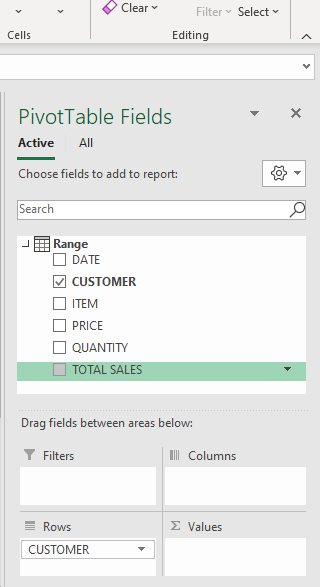 Clear
Filter
Select
Cells
Editing
PivotTable Fields
Active All
Choose fields to add to report:
Search
Range
DATE
CUSTOMER
ITEM
PRICE
QUANTITY
TOTAL SALES
Drag fields between areas below:
Filters
Columns
Rows
Σ Values
CUSTOMER